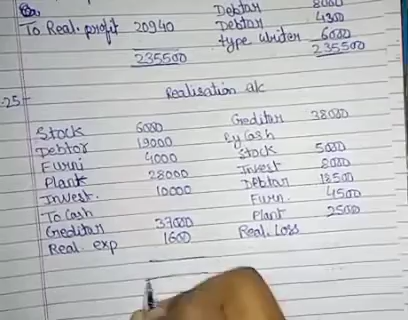 Debtor 8000
To Real. profit 20940 Debtor 4300
type writer 6000
235500 235500
Realisation a/c
25
Stock 6000 Creditor 38000
Debtor 19000 By Cash
Furni 4000 Stock 5000
Plant 28000 Invest 8000
Invest. 10000 Debtor 18500
To Cash Furn. 4500
Creditor 37000 Plant 2500
Real. exp 1600 Real. Loss